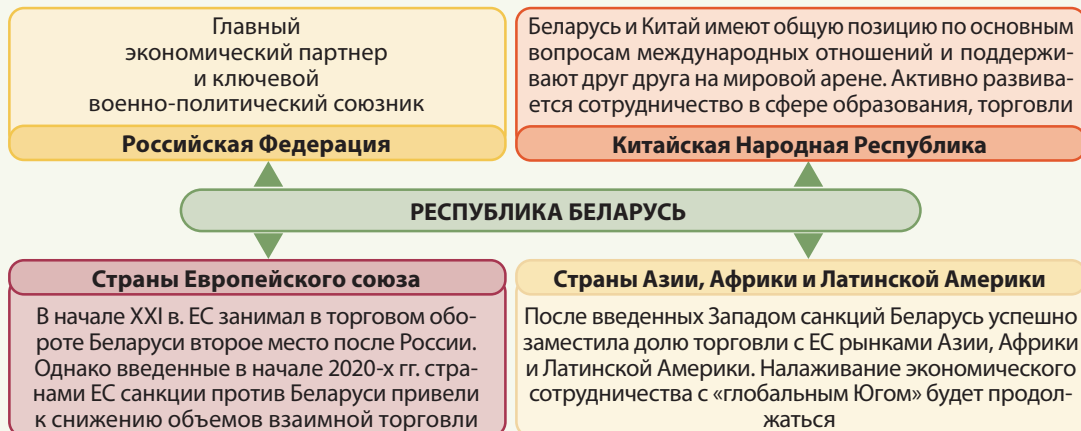 Главный
экономический партнер
и ключевой
военно-политический союзник
Российская Федерация
Беларусь и Китай имеют общую позицию по основным
вопросам международных отношений и поддержи-
вают друг друга на мировой арене. Активно развива-
ется сотрудничество в сфере образования, торговли
Китайская Народная Республика
РЕСПУБЛИКА БЕЛАРУСЬ
Страны Европейского союза
В начале XXI в. ЕС занимал в торговом обо-
роте Беларуси второе место после России.
Однако введенные в начале 2020-х гг. стра-
нами ЕС санкции против Беларуси привели
к снижению объемов взаимной торговли
Страны Азии, Африки и Латинской Америки
После введенных Западом санкций Беларусь успешно
заместила долю торговли с ЕС рынками Азии, Африки
и Латинской Америки. Налаживание экономического
сотрудничества с «глобальным Югом» будет продол-
жаться